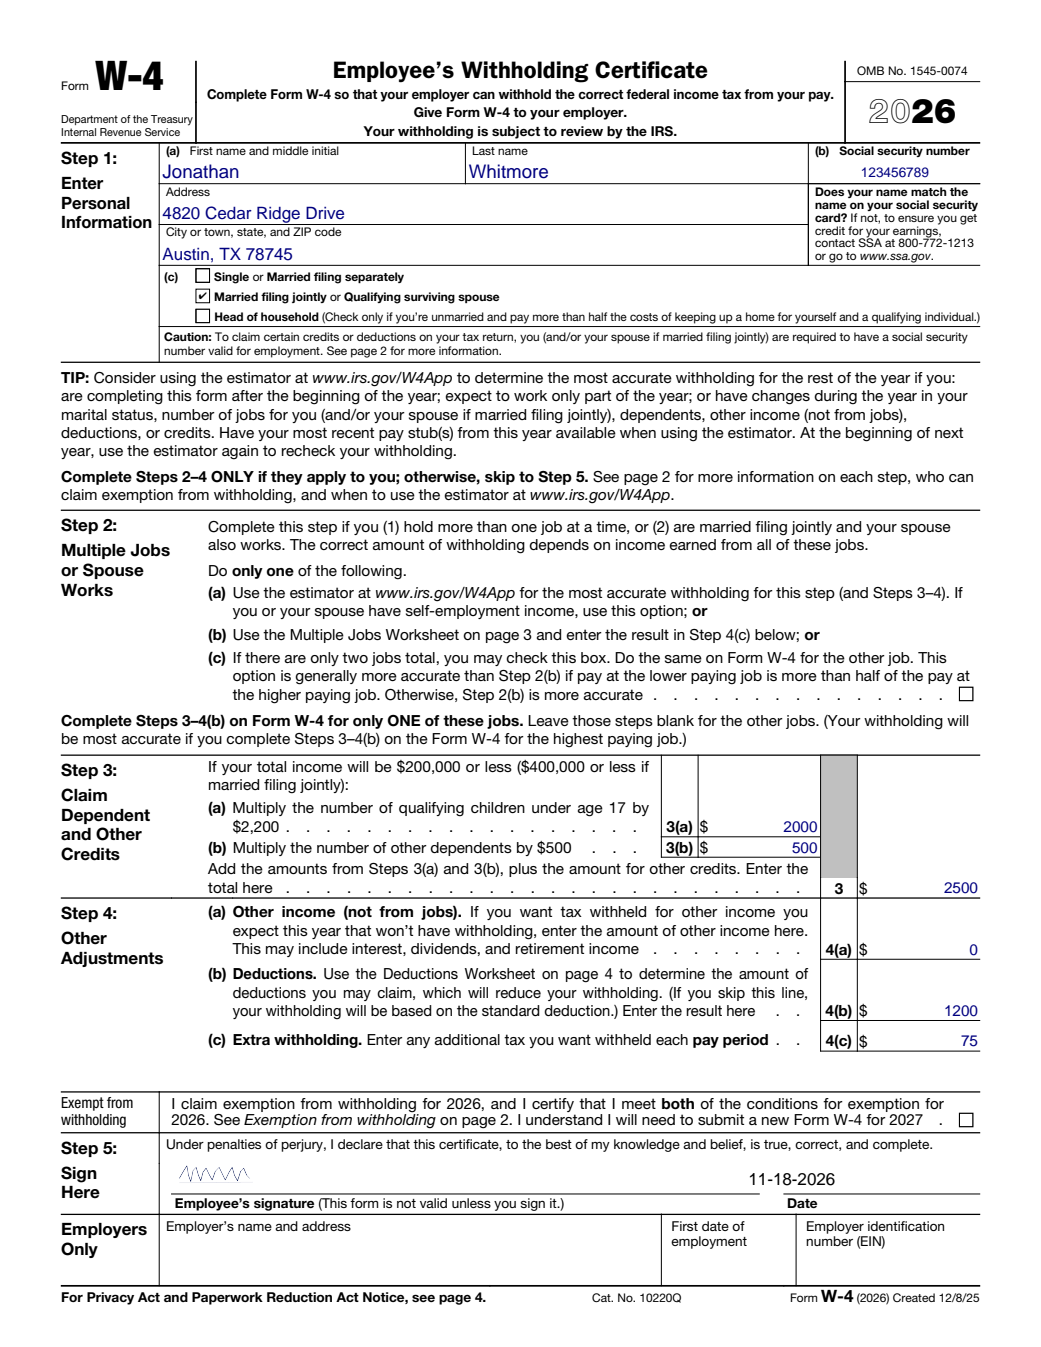 Form W-4
Department of the Treasury
Internal Revenue Service
Employee's Withholding Certificate
Complete Form W-4 so that your employer can withhold the correct federal income tax from your pay.
Give Form W-4 to your employer.
Your withholding is subject to review by the IRS.
OMB No. 1545-0074
2026
Step 1:
Enter
Personal
Information
(a) First name and middle initial
Jonathan
Last name
Whitmore
(b) Social security number
123456789
Address
4820 Cedar Ridge Drive
City or town, state, and ZIP code
Austin, TX 78745
Does your name match the
name on your social security
card? If not, to ensure you get
credit for your earnings,
contact SSA at 800-772-1213
or go to www.ssa.gov.
(c) Single or Married filing separately
✔ Married filing jointly or Qualifying surviving spouse
Head of household (Check only if you're unmarried and pay more than half the costs of keeping up a home for yourself and a qualifying individual.)
Caution: To claim certain credits or deductions on your tax return, you (and/or your spouse if married filing jointly) are required to have a social security
number valid for employment. See page 2 for more information.
TIP: Consider using the estimator at www.irs.gov/W4App to determine the most accurate withholding for the rest of the year if you:
are completing this form after the beginning of the year; expect to work only part of the year; or have changes during the year in your
marital status, number of jobs for you (and/or your spouse if married filing jointly), dependents, other income (not from jobs),
deductions, or credits. Have your most recent pay stub(s) from this year available when using the estimator. At the beginning of next
year, use the estimator again to recheck your withholding.
Complete Steps 2–4 ONLY if they apply to you; otherwise, skip to Step 5. See page 2 for more information on each step, who can
claim exemption from withholding, and when to use the estimator at www.irs.gov/W4App.
Step 2:
Multiple Jobs
or Spouse
Works
Complete this step if you (1) hold more than one job at a time, or (2) are married filing jointly and your spouse
also works. The correct amount of withholding depends on income earned from all of these jobs.
Do only one of the following.
(a) Use the estimator at www.irs.gov/W4App for the most accurate withholding for this step (and Steps 3–4). If
you or your spouse have self-employment income, use this option; or
(b) Use the Multiple Jobs Worksheet on page 3 and enter the result in Step 4(c) below; or
(c) If there are only two jobs total, you may check this box. Do the same on Form W-4 for the other job. This
option is generally more accurate than Step 2(b) if pay at the lower paying job is more than half of the pay at
the higher paying job. Otherwise, Step 2(b) is more accurate . . . . . . . . . . . . . . .
Complete Steps 3–4(b) on Form W-4 for only ONE of these jobs. Leave those steps blank for the other jobs. (Your withholding will
be most accurate if you complete Steps 3–4(b) on the Form W-4 for the highest paying job.)
Step 3:
Claim
Dependent
and Other
Credits
If your total income will be $200,000 or less ($400,000 or less if
married filing jointly):
(a) Multiply the number of qualifying children under age 17 by
$2,200 . . . . . . . . . . . . . . . . . . 3(a) $ 2000
(b) Multiply the number of other dependents by $500 . . . 3(b) $ 500
Add the amounts from Steps 3(a) and 3(b), plus the amount for other credits. Enter the
total here . . . . . . . . . . . . . . . . . . . . . . . . . . 3 $ 2500
Step 4:
Other
Adjustments
(a) Other income (not from jobs). If you want tax withheld for other income you
expect this year that won't have withholding, enter the amount of other income here.
This may include interest, dividends, and retirement income . . . . . . . 4(a) $ 0
(b) Deductions. Use the Deductions Worksheet on page 4 to determine the amount of
deductions you may claim, which will reduce your withholding. (If you skip this line,
your withholding will be based on the standard deduction.) Enter the result here . . 4(b) $ 1200
(c) Extra withholding. Enter any additional tax you want withheld each pay period . . 4(c) $ 75
Exempt from
withholding
I claim exemption from withholding for 2026, and I certify that I meet both of the conditions for exemption for
2026. See Exemption from withholding on page 2. I understand I will need to submit a new Form W-4 for 2027 .
Step 5:
Sign
Here
Under penalties of perjury, I declare that this certificate, to the best of my knowledge and belief, is true, correct, and complete.
11-18-2026
Employee's signature (This form is not valid unless you sign it.)
Date
Employers
Only
Employer's name and address
First date of
employment
Employer identification
number (EIN)
For Privacy Act and Paperwork Reduction Act Notice, see page 4.
Cat. No. 10220Q
Form W-4 (2026) Created 12/8/25